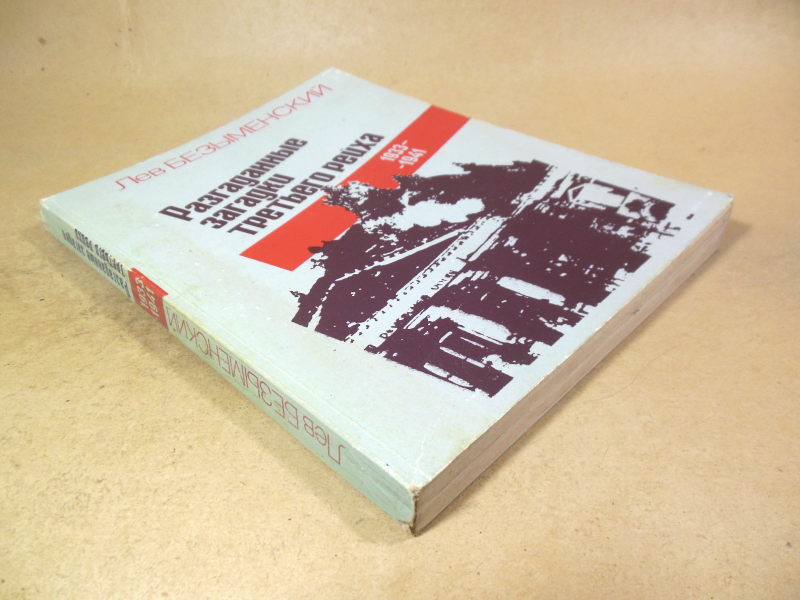 Лев БЕЗЫМЕНСКИЙ
Разгаданные
загадки
третьего рейха
1933–
–1941
Лев БЕЗЫМЕНСКИЙ
1933–
1941